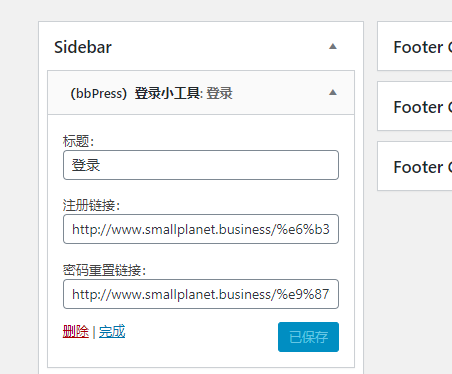 Sidebar
(bbPress) 登录小工具: 登录
标题:
登录
注册链接:
http://www.smallplanet.business/%e6%b3
密码重置链接:
http://www.smallplanet.business/%e9%87
删除 | 完成
已保存
Footer
Footer
Footer